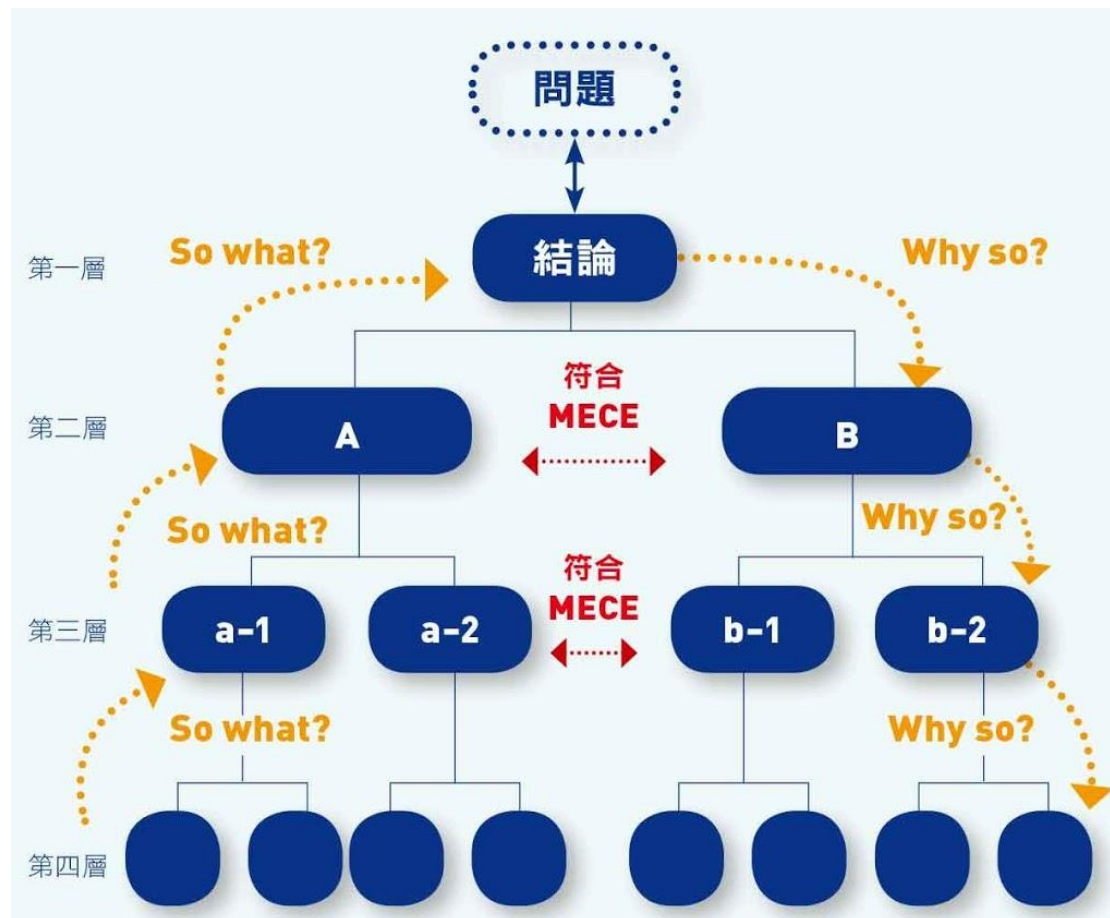 問題
第一層
So what?
結論
Why so?
第二層
A
符合
MECE
B
So what?
Why so?
第三層
a-1
a-2
符合
MECE
b-1
b-2
So what?
Why so?
第四層